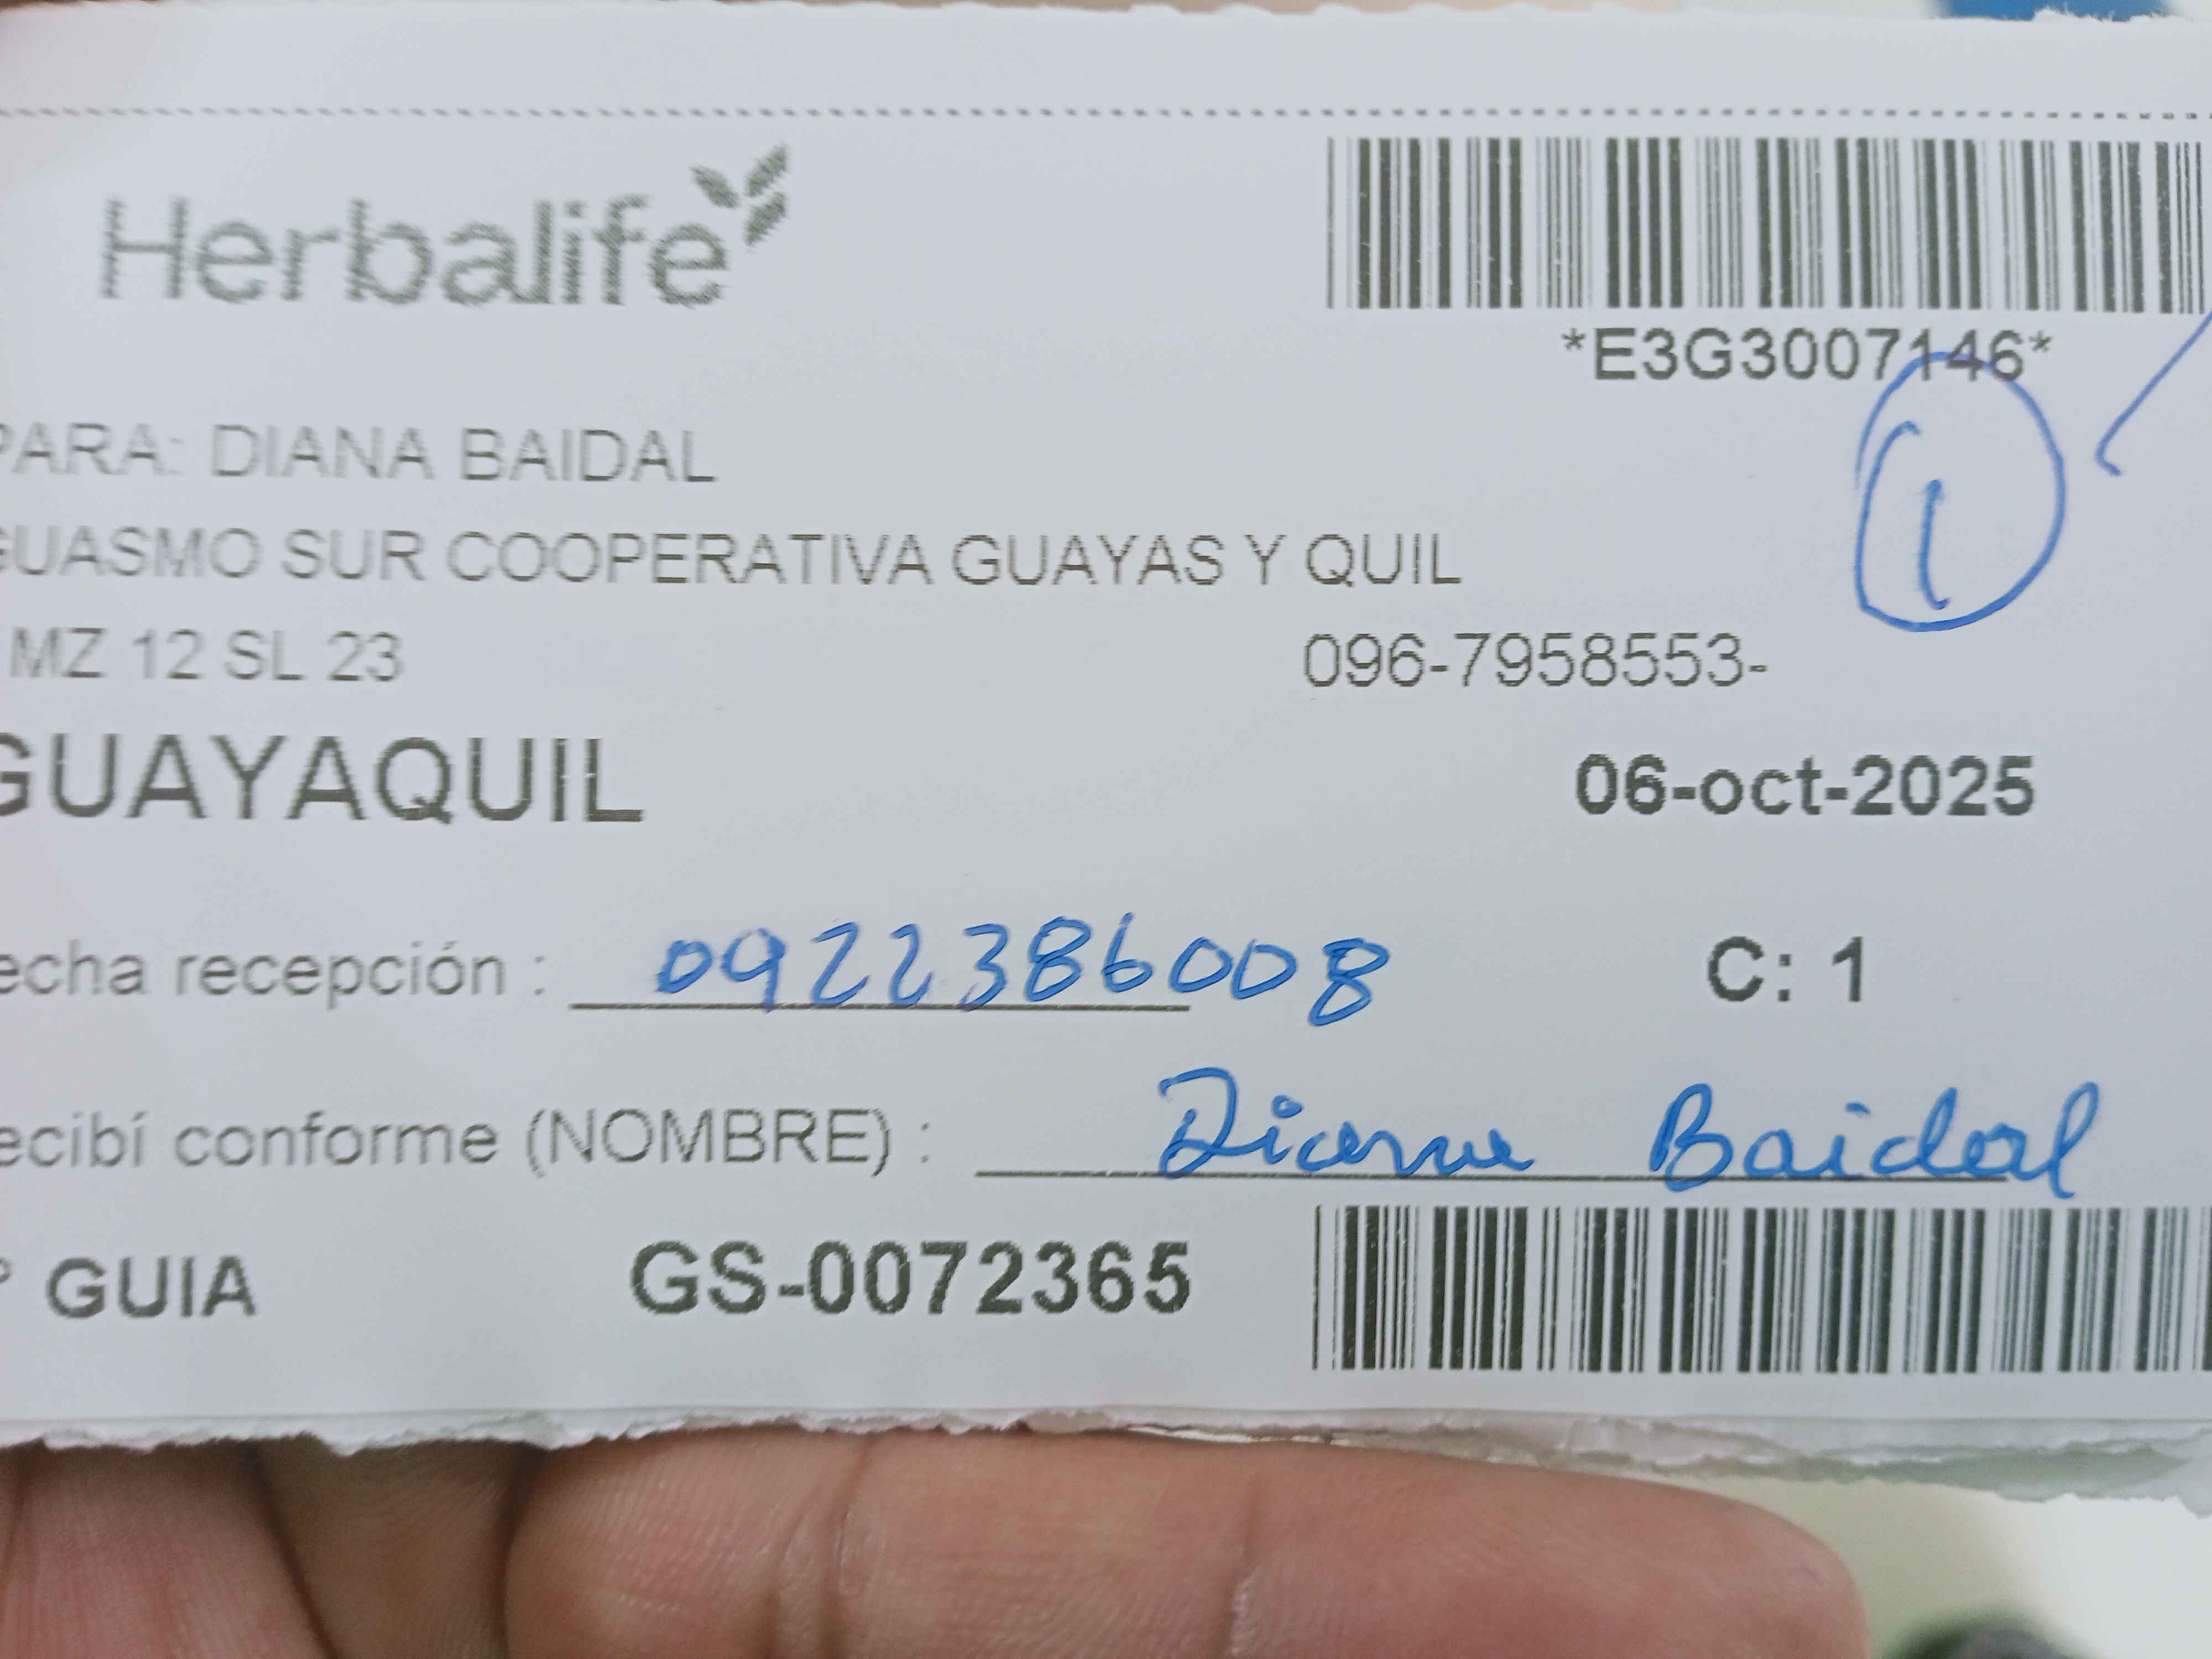 Herbalife
*E3G3007146*
PARA: DIANA BAIDAL
1
GUASMO SUR COOPERATIVA GUAYAS Y QUIL
MZ 12 SL 23 096-7958553-
GUAYAQUIL 06-oct-2025
echa recepción : 0922386008 C: 1
ecibí conforme (NOMBRE) : Diana Baidal
° GUIA GS-0072365